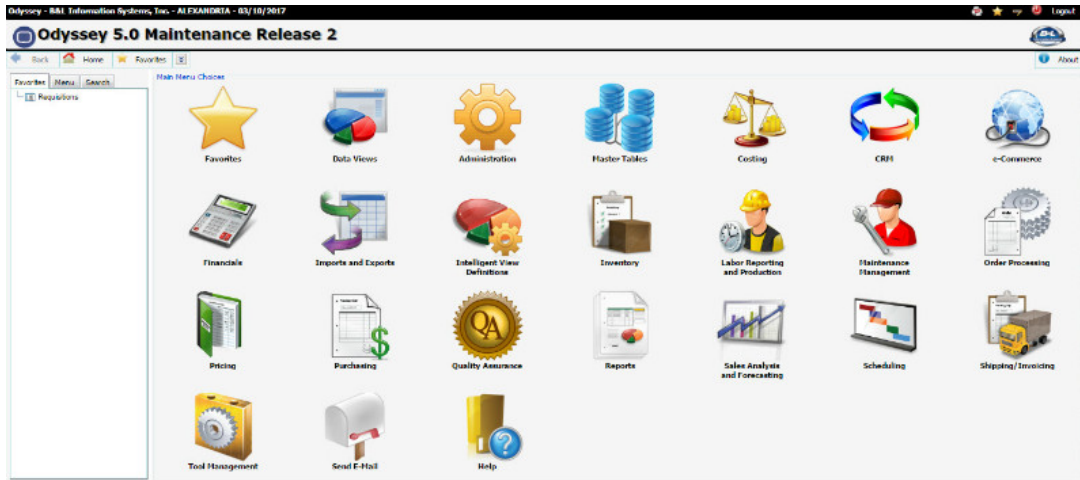 Odyssey - B&L Information Systems, Inc. - ALEXANDRIA - 03/10/2017
Logout
Odyssey 5.0 Maintenance Release 2
B&L
Back Home Favorites
About
Favorites Menu Search
Requisitions
Main Menu Choices
Favorites
Data Views
Administration
Master Tables
Costing
CRM
e-Commerce
Financials
Imports and Exports
Intelligent View
Definitions
Inventory
Labor Reporting
and Production
Maintenance
Management
Order Processing
Pricing
Purchasing
QA
Quality Assurance
Reports
Sales Analysis
and Forecasting
Scheduling
Shipping/Invoicing
Tool Management
Send E-Mail
Help